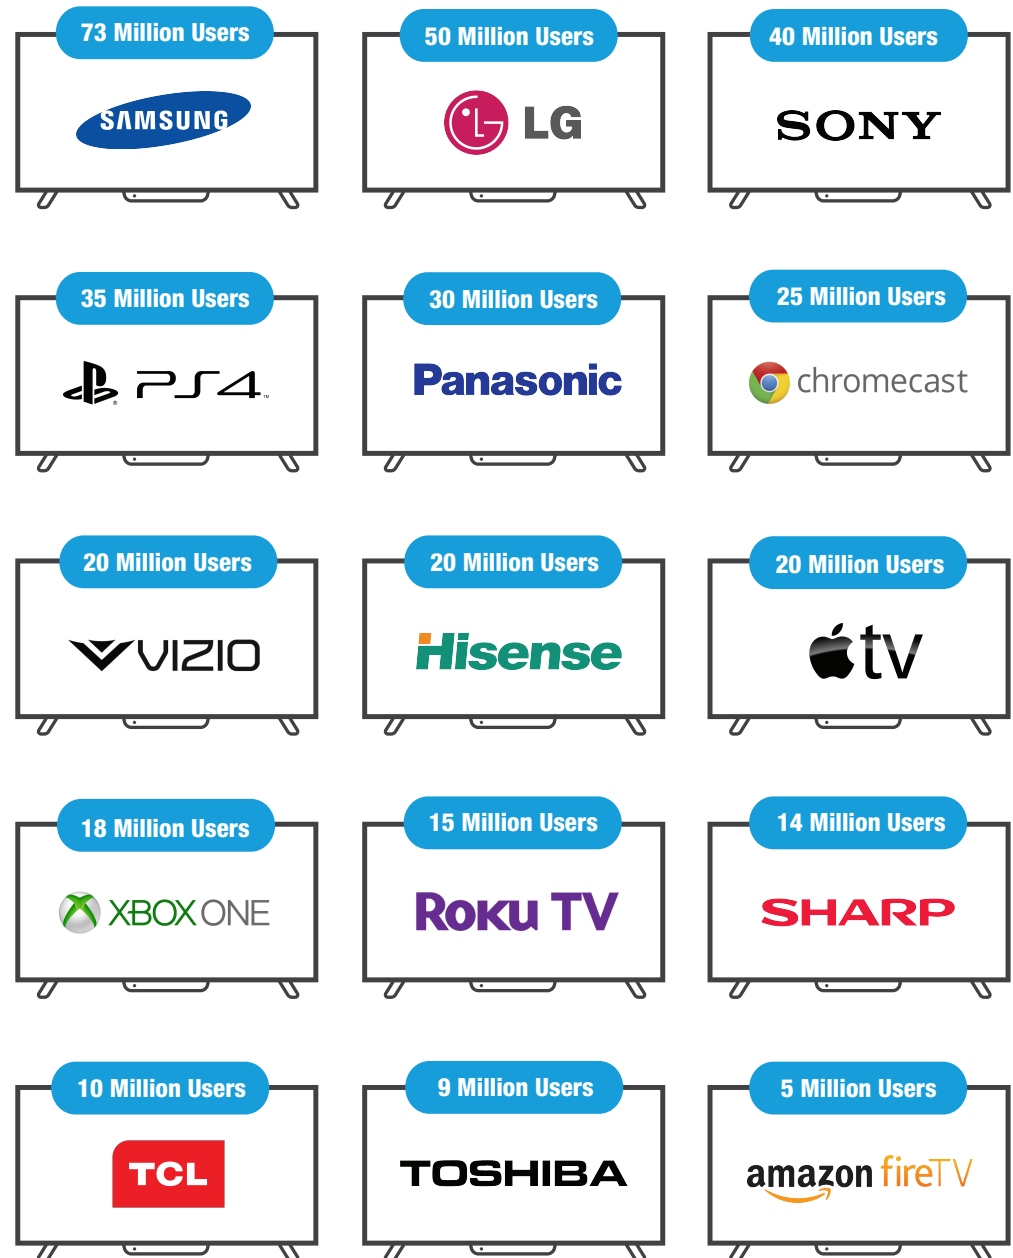 73 Million Users
SAMSUNG
50 Million Users
LG
40 Million Users
SONY
35 Million Users
PS4™
30 Million Users
Panasonic
25 Million Users
chromecast
20 Million Users
VIZIO
20 Million Users
Hisense
20 Million Users
tv
18 Million Users
XBOX ONE
15 Million Users
ROKU TV
14 Million Users
SHARP
10 Million Users
TCL
9 Million Users
TOSHIBA
5 Million Users
amazon fireTV